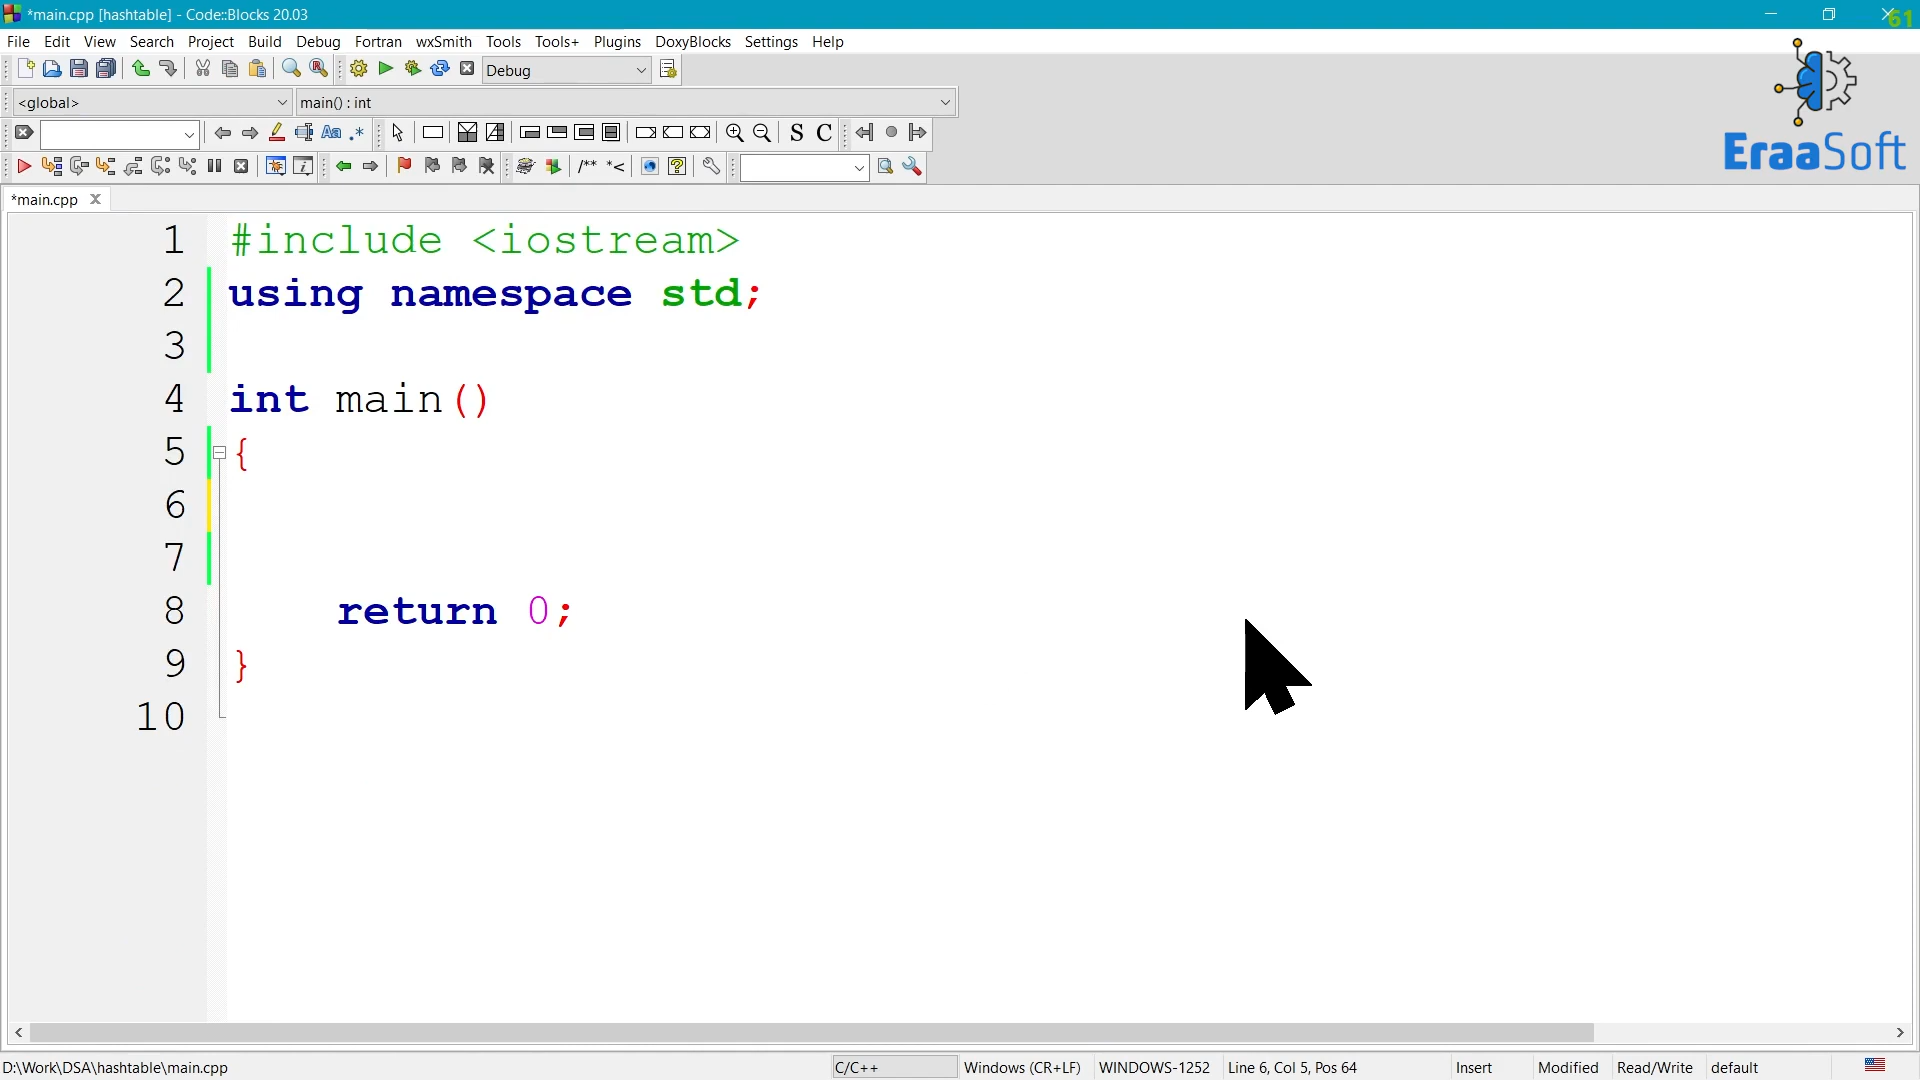 *main.cpp [hashtable] - Code::Blocks 20.03
61
File Edit View Search Project Build Debug Fortran wxSmith Tools Tools+ Plugins DoxyBlocks Settings Help
Debug
<global> main() : int
S C
/** *<
EraaSoft
*main.cpp
1 #include <iostream>
2 using namespace std;
3
4 int main()
5 {
6
7
8 return 0;
9 }
10
D:\Work\DSA\hashtable\main.cpp C/C++ Windows (CR+LF) WINDOWS-1252 Line 6, Col 5, Pos 64 Insert Modified Read/Write default